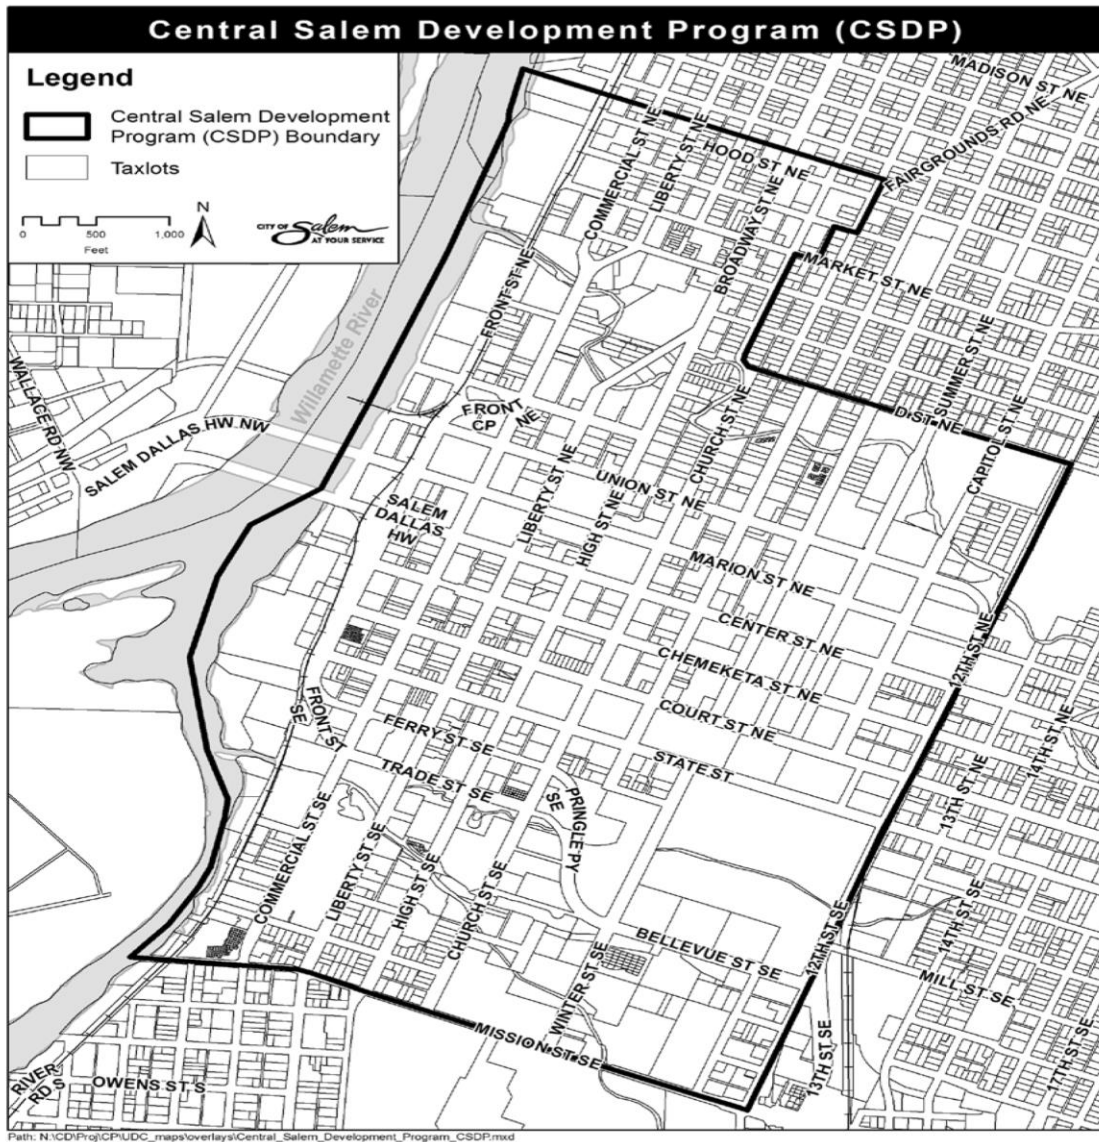 Central Salem Development Program (CSDP)
Legend
Central Salem Development
Program (CSDP) Boundary
Taxlots
N
0 500 1,000
Feet
CITY OF Salem
AT YOUR SERVICE
MADISON ST NE
FAIRGROUNDS RD NE
HOOD ST NE
COMMERCIAL ST NE
LIBERTY ST NE
BROADWAY ST NE
MARKET ST NE
FRONT ST NE
Willamette River
WALLACE RD NW
SALEM DALLAS HW NW
SUMMER ST NE
D ST NE
CAPITOL ST NE
FRONT
CP
NE
CHURCH ST NE
LIBERTY ST NE
HIGH ST NE
UNION ST NE
SALEM
DALLAS
HW
MARION ST NE
CENTER ST NE
CHEMEKETA ST NE
COURT ST NE
STATE ST
12TH ST NE
14TH ST NE
13TH ST NE
FRONT ST
SE
FERRY ST SE
TRADE ST SE
PRINGLE PY
SE
COMMERCIAL ST SE
LIBERTY ST SE
HIGH ST SE
CHURCH ST SE
BELLEVUE ST SE
WINTER ST SE
12TH ST SE
14TH ST SE
MILL ST SE
MISSION ST SE
13TH ST SE
17TH ST SE
RIVER
RD S
OWENS ST S
Path: N:\CD\Proj\CP\UDC_maps\overlays\Central_Salem_Development_Program_CSDP.mxd